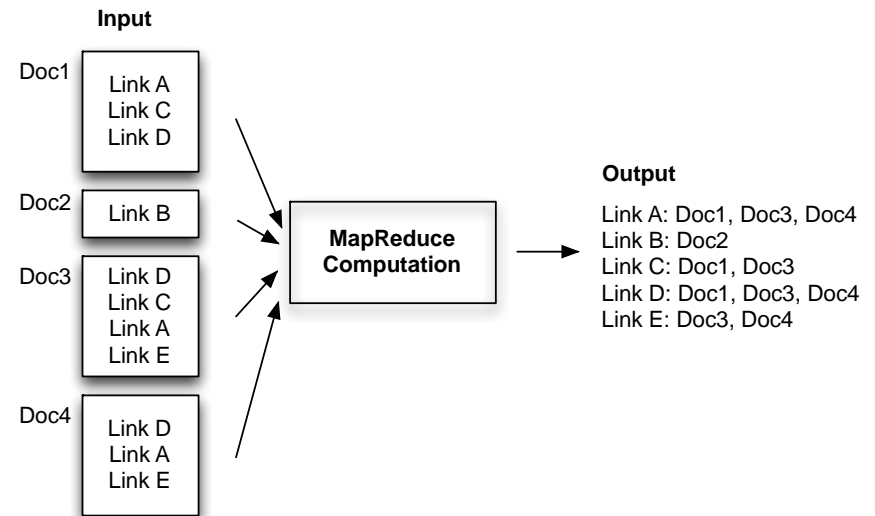 Input
Doc1
Link A
Link C
Link D
Doc2
Link B
Doc3
Link D
Link C
Link A
Link E
Doc4
Link D
Link A
Link E
MapReduce
Computation
Output
Link A: Doc1, Doc3, Doc4
Link B: Doc2
Link C: Doc1, Doc3
Link D: Doc1, Doc3, Doc4
Link E: Doc3, Doc4